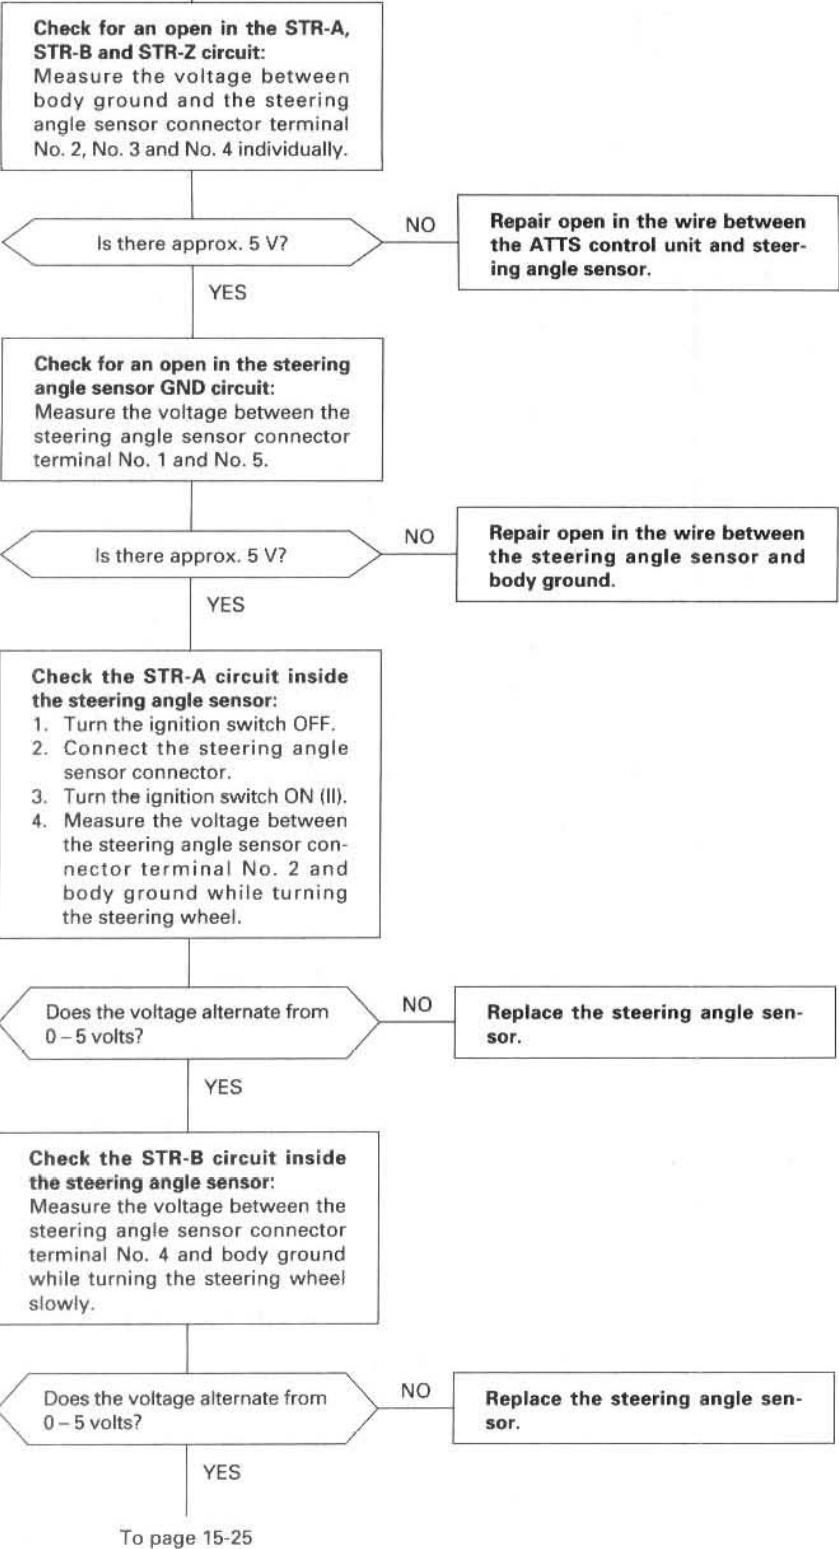 Check for an open in the STR-A,
STR-B and STR-Z circuit:
Measure the voltage between
body ground and the steering
angle sensor connector terminal
No. 2, No. 3 and No. 4 individually.
Is there approx. 5 V?
NO
Repair open in the wire between
the ATTS control unit and steer-
ing angle sensor.
YES
Check for an open in the steering
angle sensor GND circuit:
Measure the voltage between the
steering angle sensor connector
terminal No. 1 and No. 5.
Is there approx. 5 V?
NO
Repair open in the wire between
the steering angle sensor and
body ground.
YES
Check the STR-A circuit inside
the steering angle sensor:
1. Turn the ignition switch OFF.
2. Connect the steering angle
sensor connector.
3. Turn the ignition switch ON (II).
4. Measure the voltage between
the steering angle sensor con-
nector terminal No. 2 and
body ground while turning
the steering wheel.
Does the voltage alternate from
0 – 5 volts?
NO
Replace the steering angle sen-
sor.
YES
Check the STR-B circuit inside
the steering angle sensor:
Measure the voltage between the
steering angle sensor connector
terminal No. 4 and body ground
while turning the steering wheel
slowly.
Does the voltage alternate from
0 – 5 volts?
NO
Replace the steering angle sen-
sor.
YES
To page 15-25